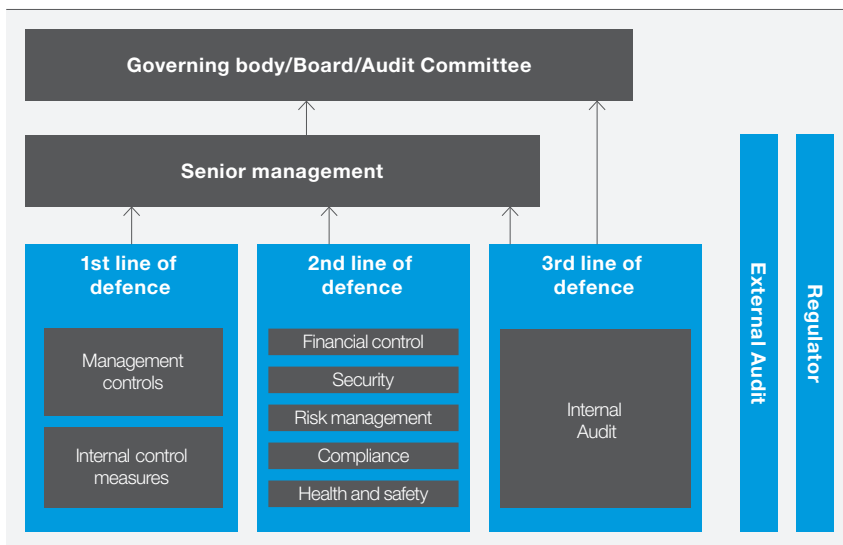 Governing body/Board/Audit Committee
Senior management
1st line of
defence
Management
controls
Internal control
measures
2nd line of
defence
Financial control
Security
Risk management
Compliance
Health and safety
3rd line of
defence
Internal
Audit
External Audit
Regulator